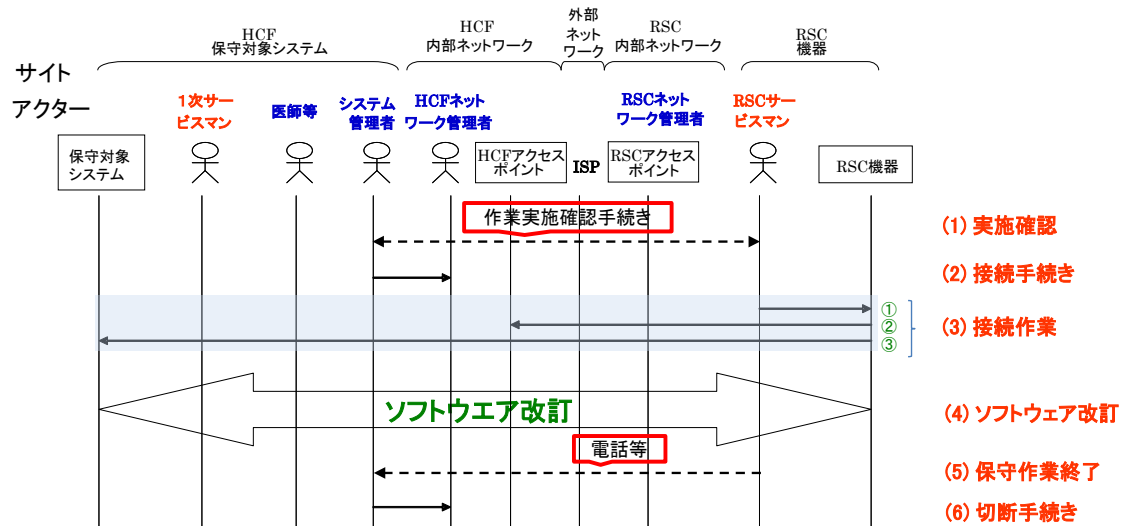 HCF
保守対象システム
HCF
内部ネットワーク
外部
ネット
ワーク
RSC
内部ネットワーク
RSC
機器
サイト
アクター
1次サー
ビスマン
医師等
システム
管理者
HCFネット
ワーク管理者
RSCネット
ワーク管理者
RSCサー
ビスマン
保守対象
システム
HCFアクセス
ポイント
ISP
RSCアクセス
ポイント
RSC機器
作業実施確認手続き
(1) 実施確認
(2) 接続手続き
①
②
③
(3) 接続作業
ソフトウエア改訂
(4) ソフトウェア改訂
電話等
(5) 保守作業終了
(6) 切断手続き